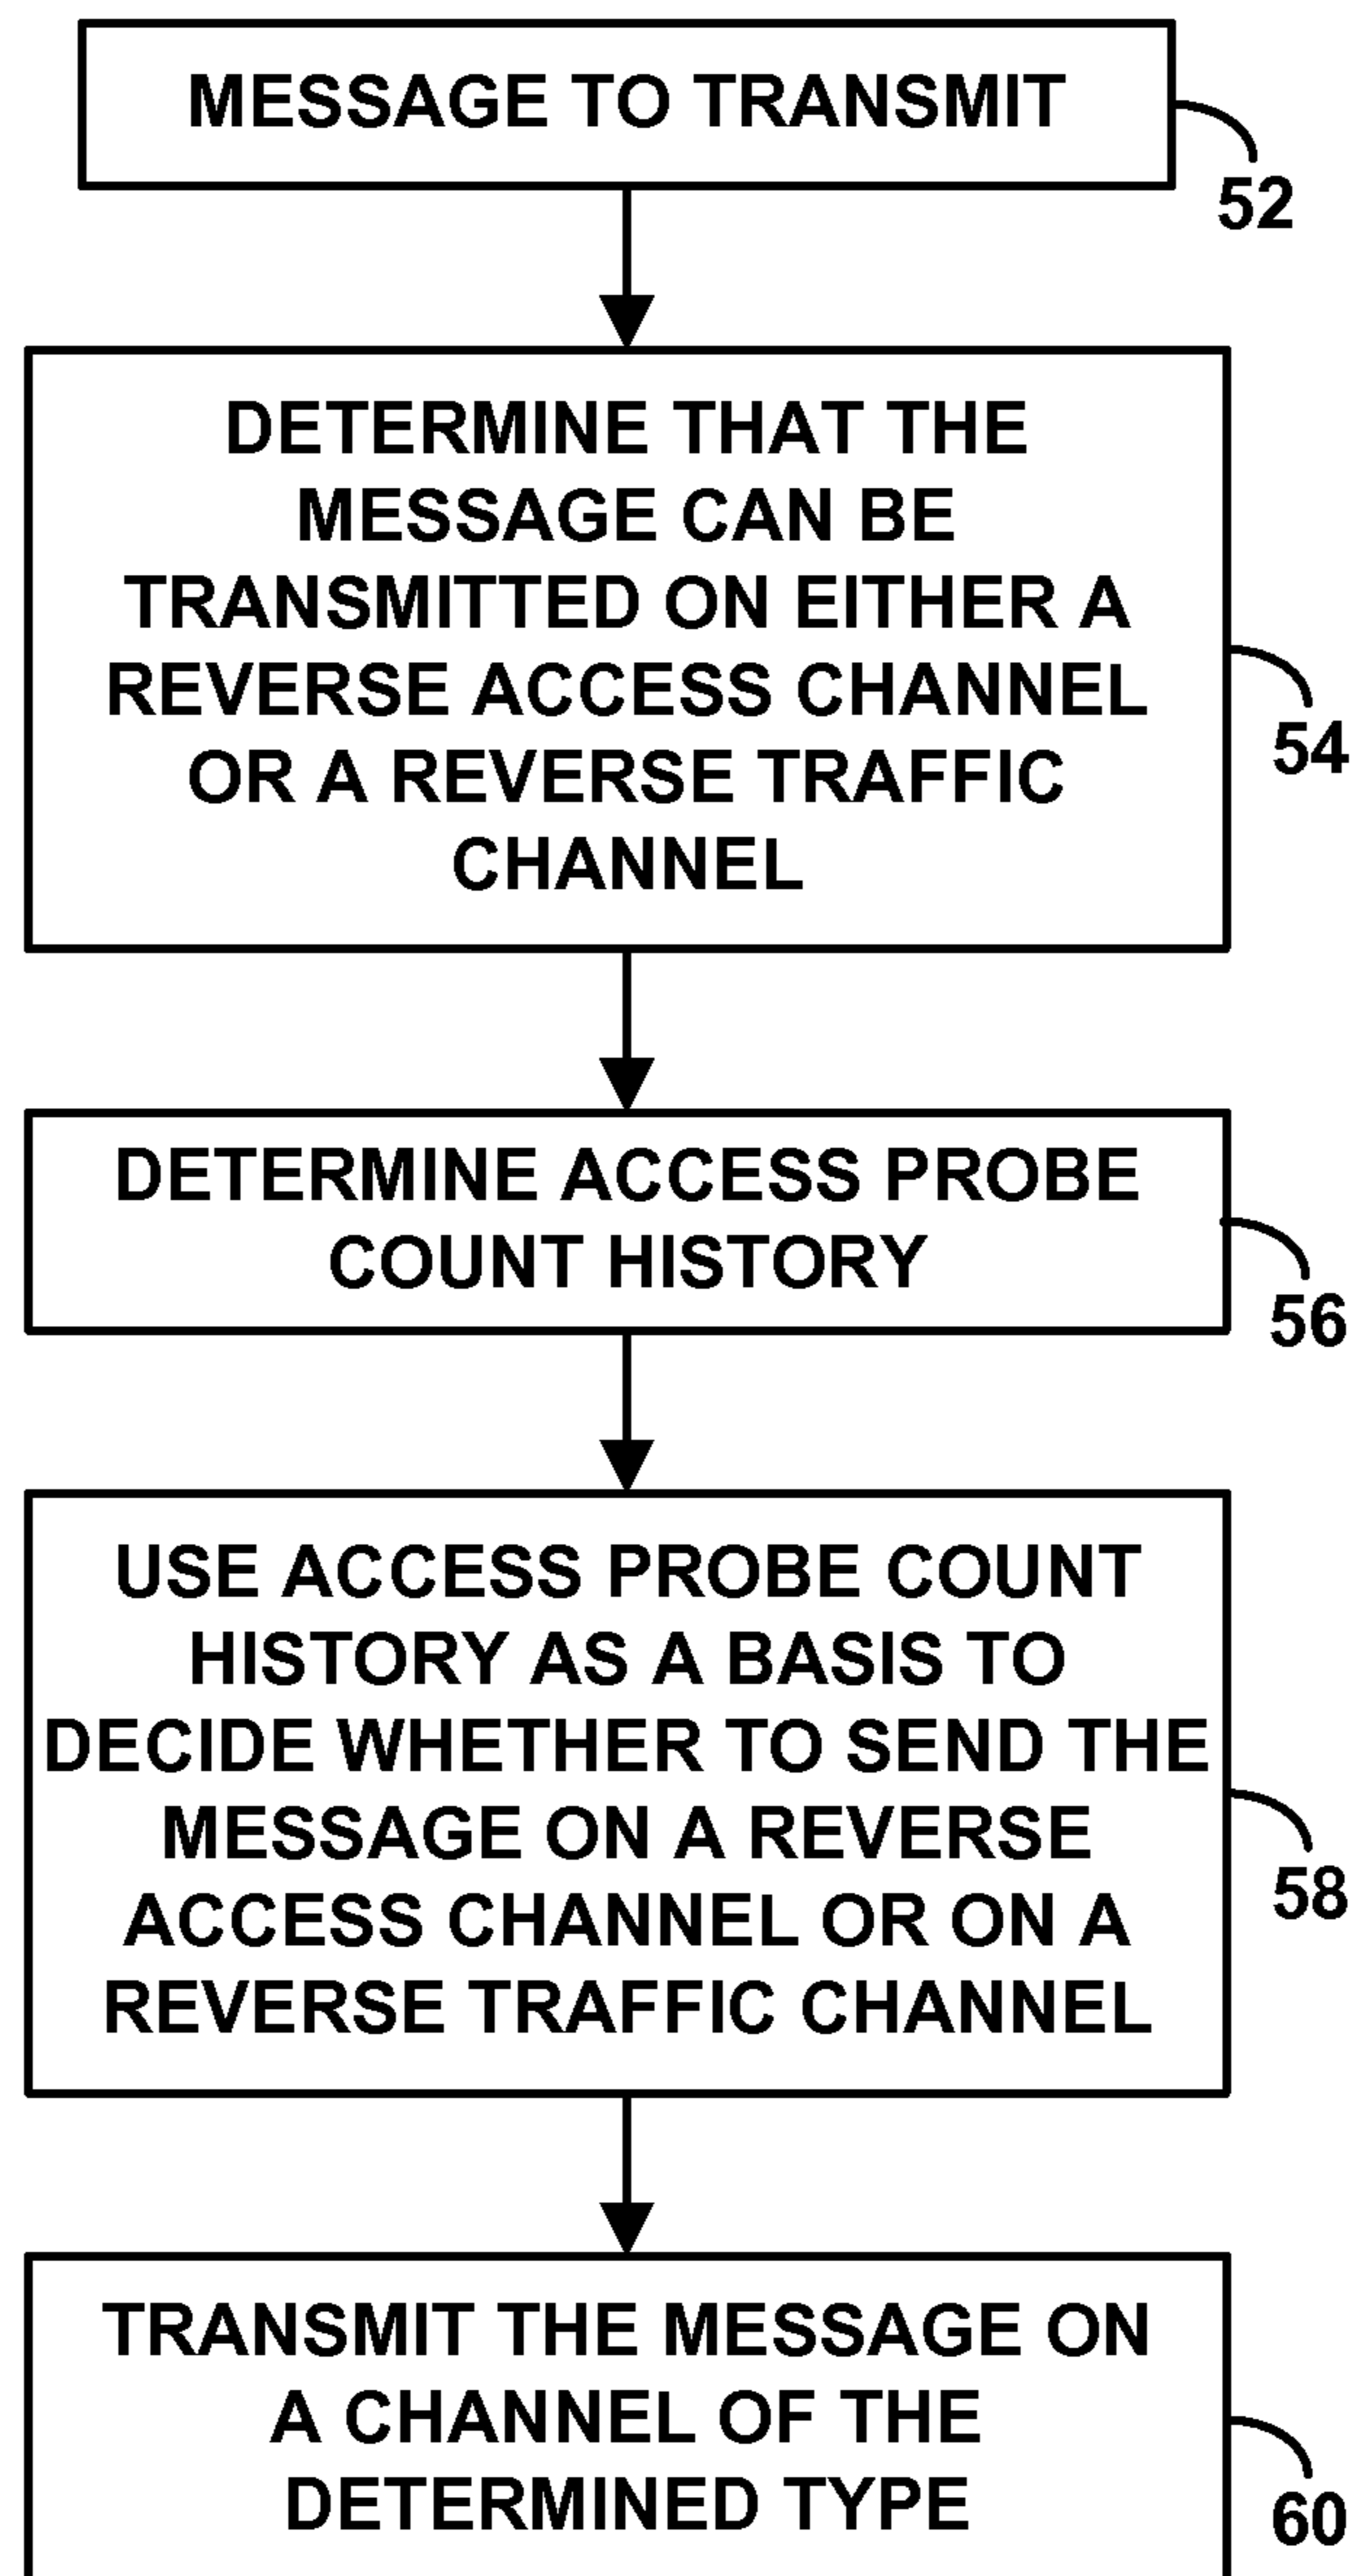 MESSAGE TO TRANSMIT
52
DETERMINE THAT THE
MESSAGE CAN BE
TRANSMITTED ON EITHER A
REVERSE ACCESS CHANNEL
OR A REVERSE TRAFFIC
CHANNEL
54
DETERMINE ACCESS PROBE
COUNT HISTORY
56
USE ACCESS PROBE COUNT
HISTORY AS A BASIS TO
DECIDE WHETHER TO SEND THE
MESSAGE ON A REVERSE
ACCESS CHANNEL OR ON A
REVERSE TRAFFIC CHANNEL
58
TRANSMIT THE MESSAGE ON
A CHANNEL OF THE
DETERMINED TYPE
60